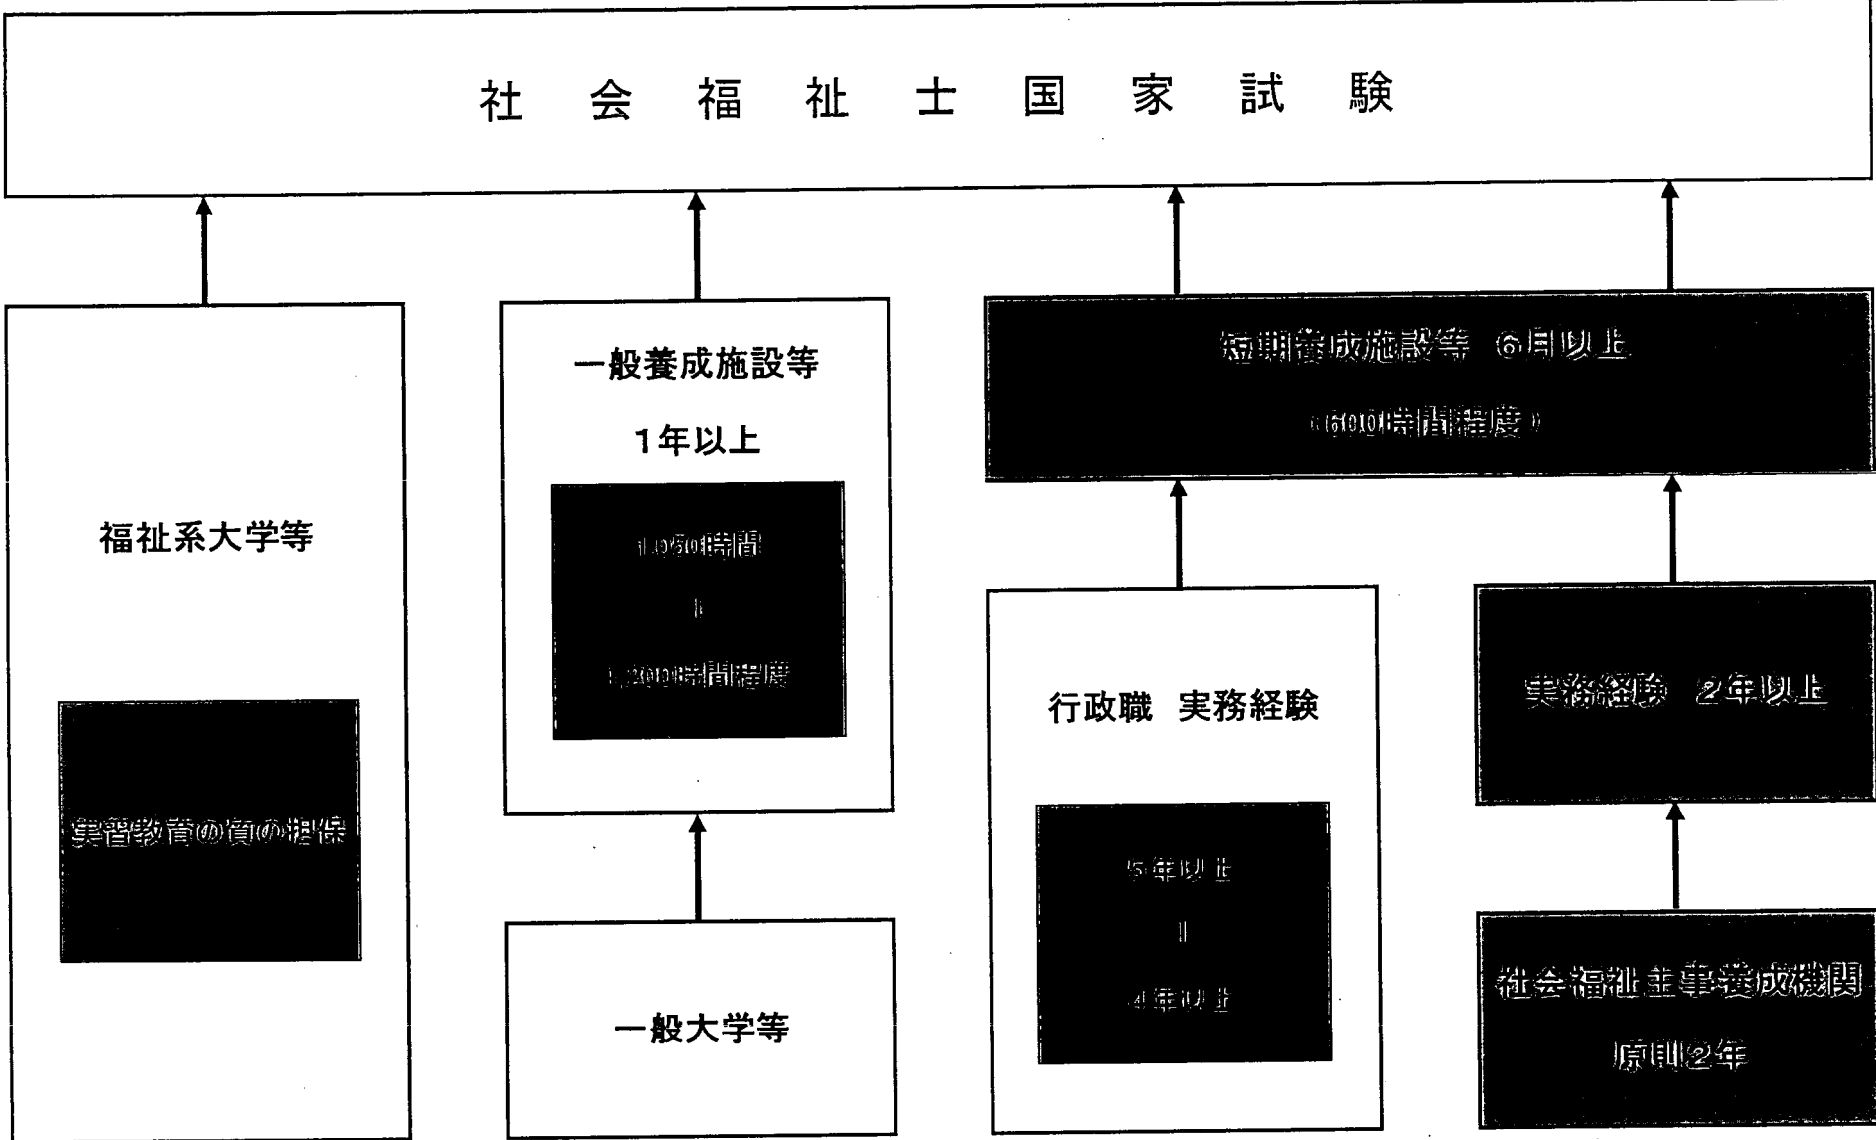 社会福祉士国家試験
福祉系大学等
実習教育の質の担保
一般養成施設等
1年以上
1,050時間
1,200時間程度
一般大学等
短期養成施設等 6月以上
(600時間程度)
行政職 実務経験
5年以上
4年以上
実務経験 2年以上
社会福祉主事養成機関
原則2年